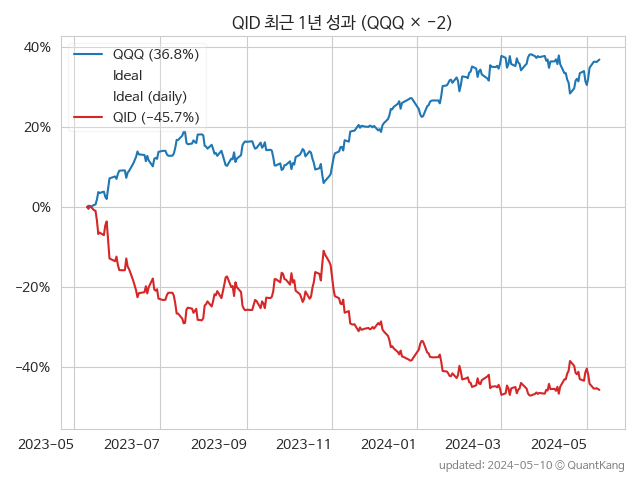 QID 최근 1년 성과 (QQQ × −2)
40%
20%
0%
−20%
−40%
QQQ (36.8%)
Ideal
Ideal (daily)
QID (−45.7%)
2023−05
2023−07
2023−09
2023−11
2024−01
2024−03
2024−05
updated: 2024−05−10 © QuantKang